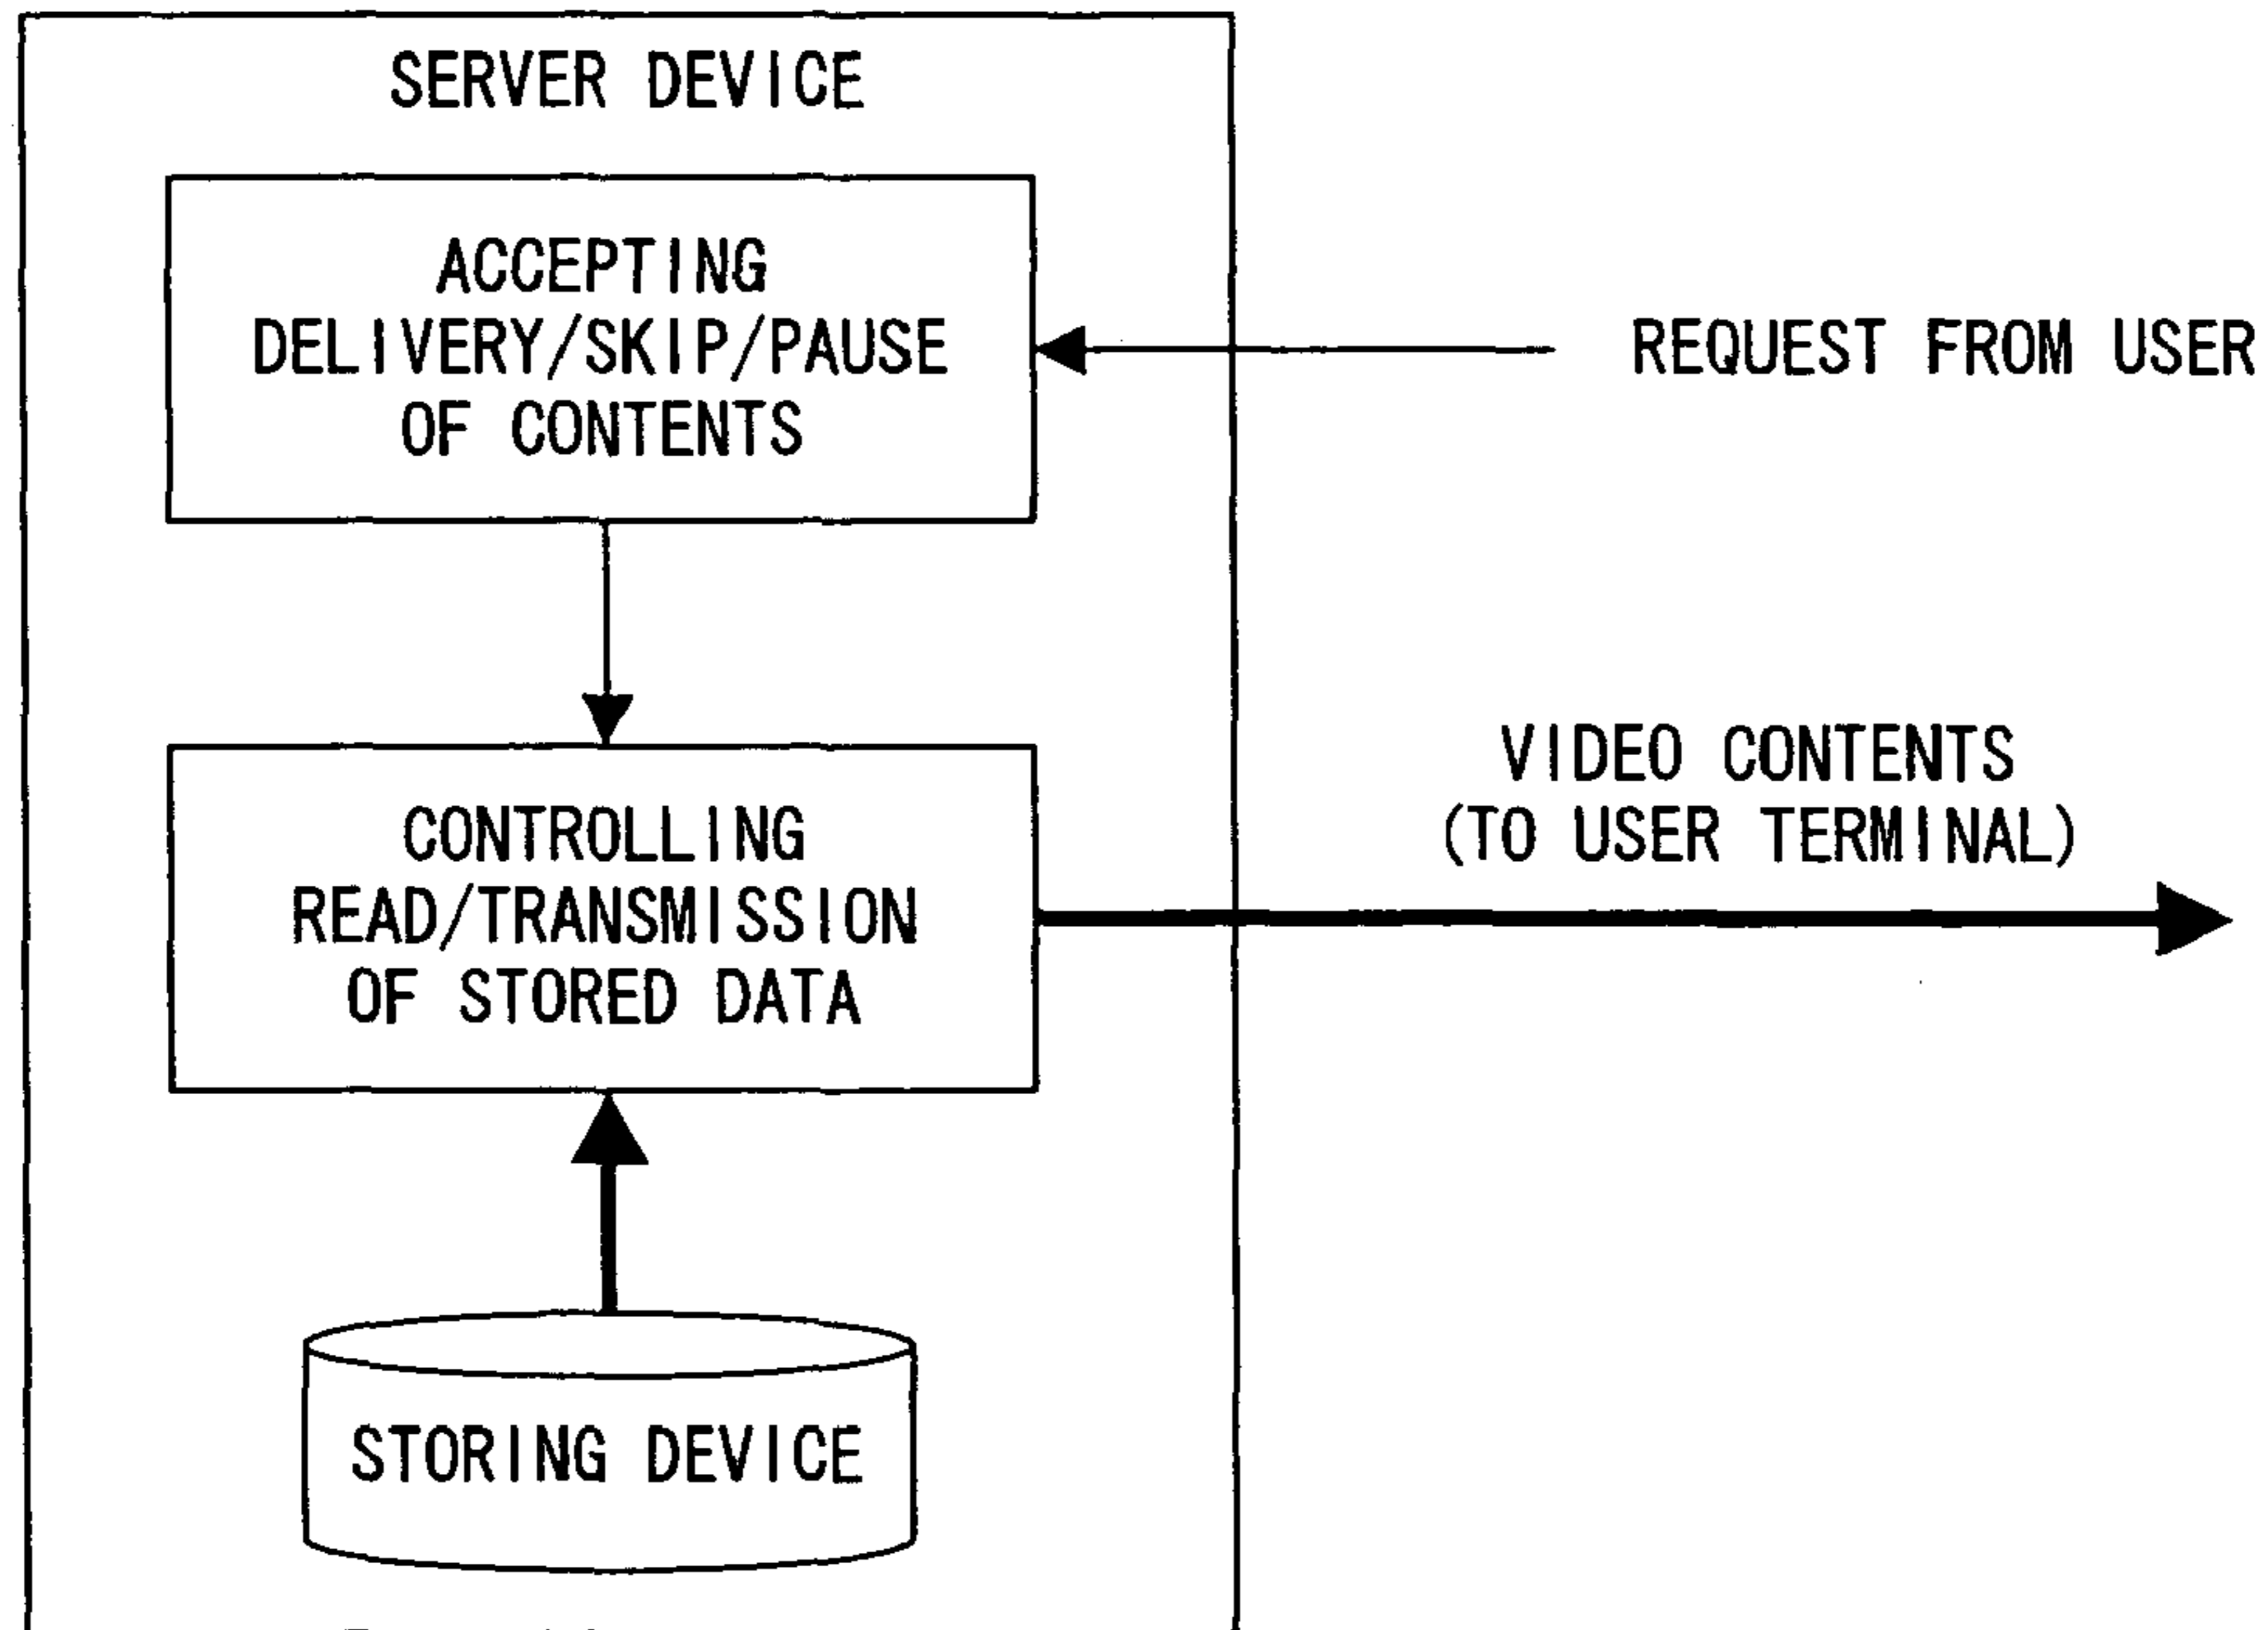 SERVER DEVICE
ACCEPTING
DELIVERY/SKIP/PAUSE
OF CONTENTS
REQUEST FROM USER
VIDEO CONTENTS
(TO USER TERMINAL)
CONTROLLING
READ/TRANSMISSION
OF STORED DATA
STORING DEVICE